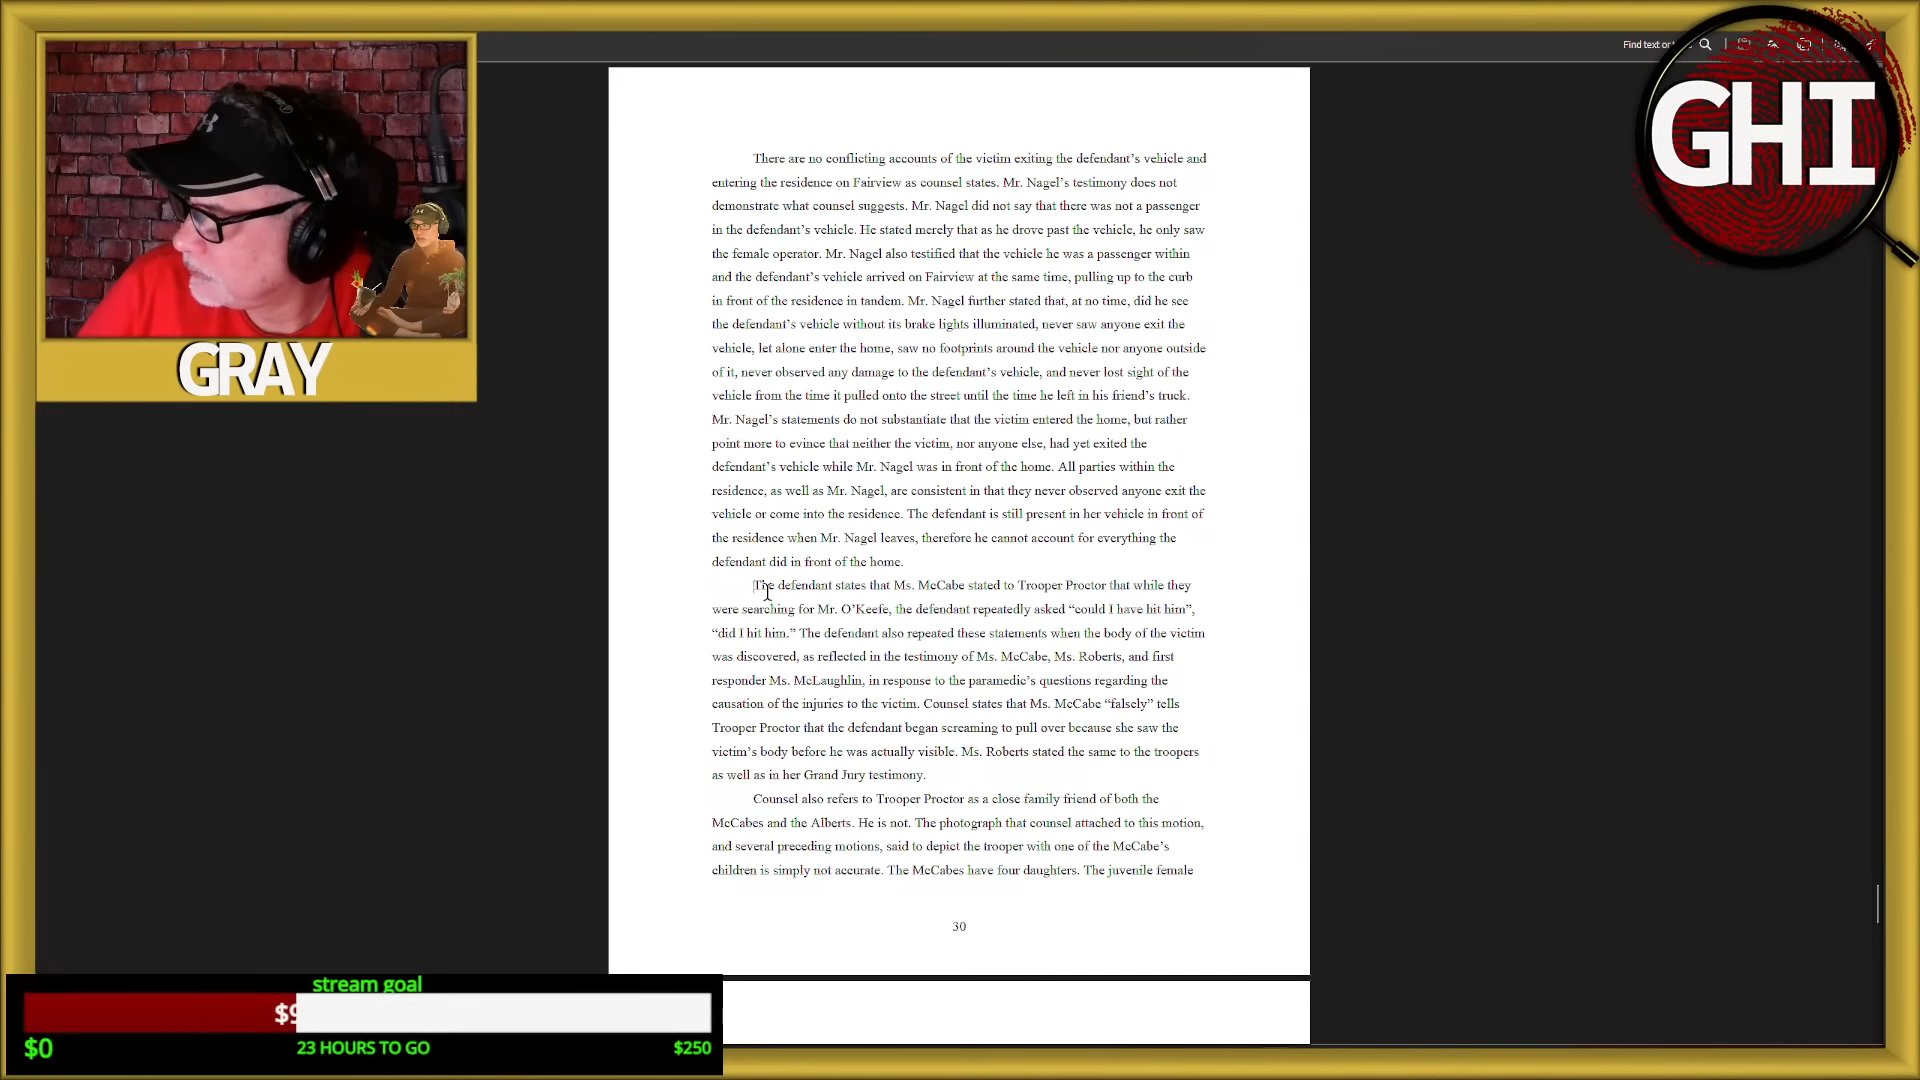 Find text or
GHI
GRAY
There are no conflicting accounts of the victim exiting the defendant’s vehicle and
entering the residence on Fairview as counsel states. Mr. Nagel’s testimony does not
demonstrate what counsel suggests. Mr. Nagel did not say that there was not a passenger
in the defendant’s vehicle. He stated merely that as he drove past the vehicle, he only saw
the female operator. Mr. Nagel also testified that the vehicle he was a passenger within
and the defendant’s vehicle arrived on Fairview at the same time, pulling up to the curb
in front of the residence in tandem. Mr. Nagel further stated that, at no time, did he see
the defendant’s vehicle without its brake lights illuminated, never saw anyone exit the
vehicle, let alone enter the home, saw no footprints around the vehicle nor anyone outside
of it, never observed any damage to the defendant’s vehicle, and never lost sight of the
vehicle from the time it pulled onto the street until the time he left in his friend’s truck.
Mr. Nagel’s statements do not substantiate that the victim entered the home, but rather
point more to evince that neither the victim, nor anyone else, had yet exited the
defendant’s vehicle while Mr. Nagel was in front of the home. All parties within the
residence, as well as Mr. Nagel, are consistent in that they never observed anyone exit the
vehicle or come into the residence. The defendant is still present in her vehicle in front of
the residence when Mr. Nagel leaves, therefore he cannot account for everything the
defendant did in front of the home.
The defendant states that Ms. McCabe stated to Trooper Proctor that while they
were searching for Mr. O’Keefe, the defendant repeatedly asked “could I have hit him”,
“did I hit him.” The defendant also repeated these statements when the body of the victim
was discovered, as reflected in the testimony of Ms. McCabe, Ms. Roberts, and first
responder Ms. McLaughlin, in response to the paramedic’s questions regarding the
causation of the injuries to the victim. Counsel states that Ms. McCabe “falsely” tells
Trooper Proctor that the defendant began screaming to pull over because she saw the
victim’s body before he was actually visible. Ms. Roberts stated the same to the troopers
as well as in her Grand Jury testimony.
Counsel also refers to Trooper Proctor as a close family friend of both the
McCabes and the Alberts. He is not. The photograph that counsel attached to this motion,
and several preceding motions, said to depict the trooper with one of the McCabe’s
children is simply not accurate. The McCabes have four daughters. The juvenile female
30
stream goal
$0
23 HOURS TO GO
$250